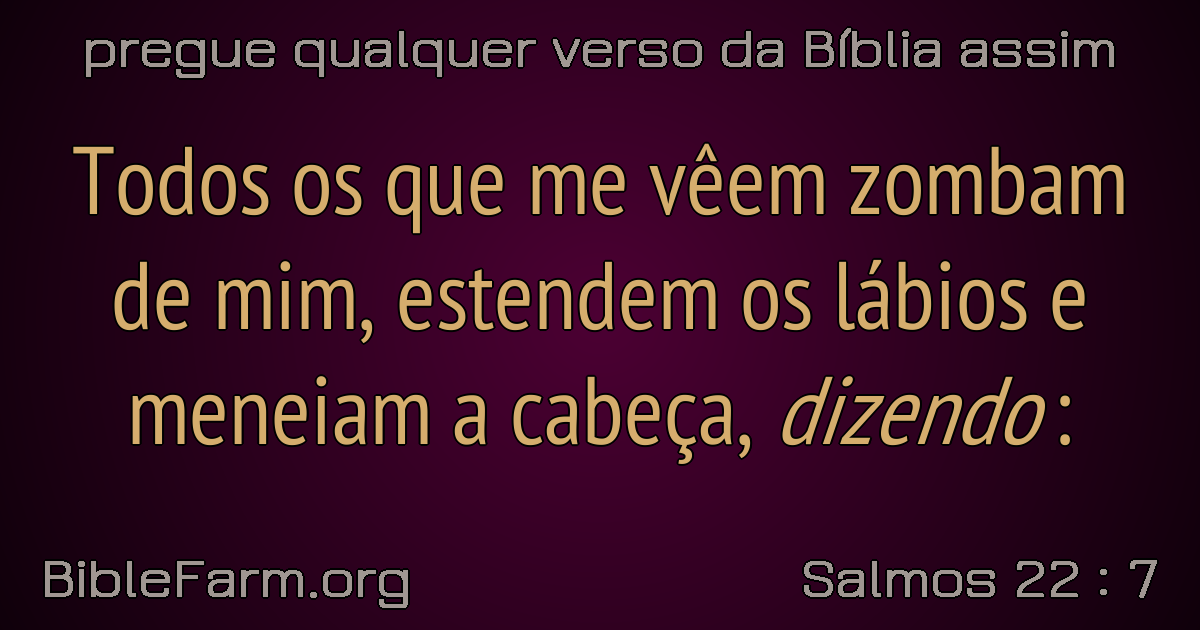 pregue qualquer verso da Bíblia assim
Todos os que me vêem zombam
de mim, estendem os lábios e
meneiam a cabeça, dizendo:
BibleFarm.org
Salmos 22 : 7